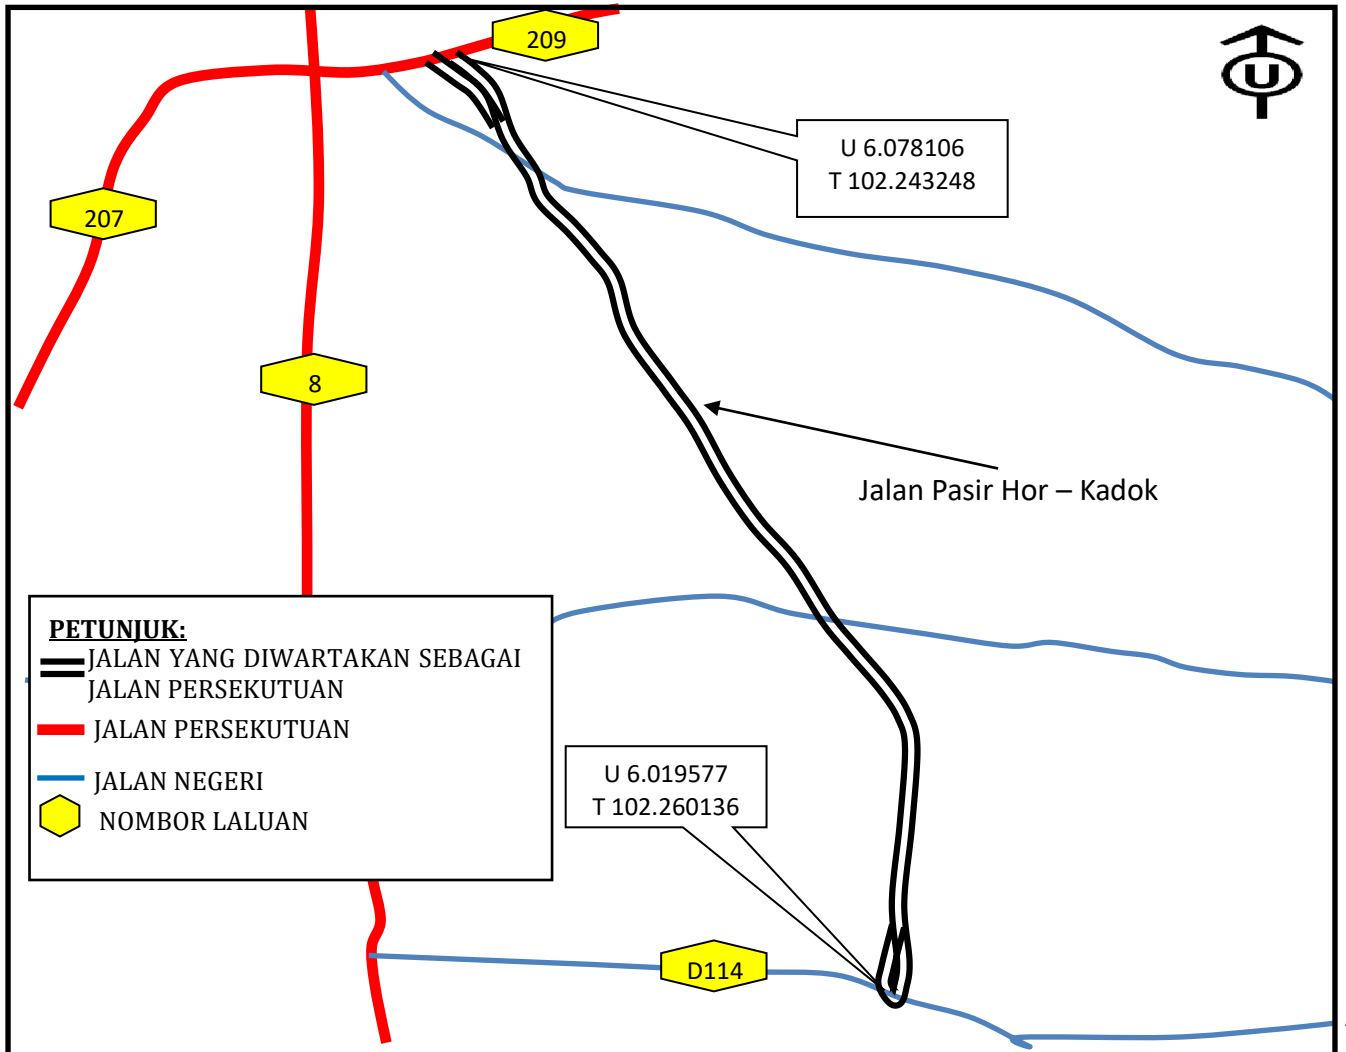 209
U
U 6.078106
T 102.243248
207
8
Jalan Pasir Hor – Kadok
PETUNJUK:
JALAN YANG DIWARTAKAN SEBAGAI
JALAN PERSEKUTUAN
JALAN PERSEKUTUAN
JALAN NEGERI
NOMBOR LALUAN
U 6.019577
T 102.260136
D114